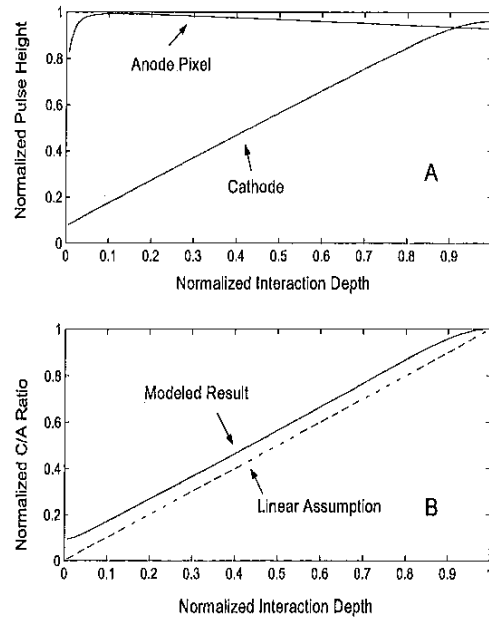 Normalized Pulse Height
1
0.8
0.6
0.4
0.2
0
Anode Pixel
Cathode
A
0 0.1 0.2 0.3 0.4 0.5 0.6 0.7 0.8 0.9
Normalized Interaction Depth
Normalized C/A Ratio
1
0.8
0.6
0.4
0.2
0
Modeled Result
Linear Assumption
B
0 0.1 0.2 0.3 0.4 0.5 0.6 0.7 0.8 0.9
Normalized Interaction Depth